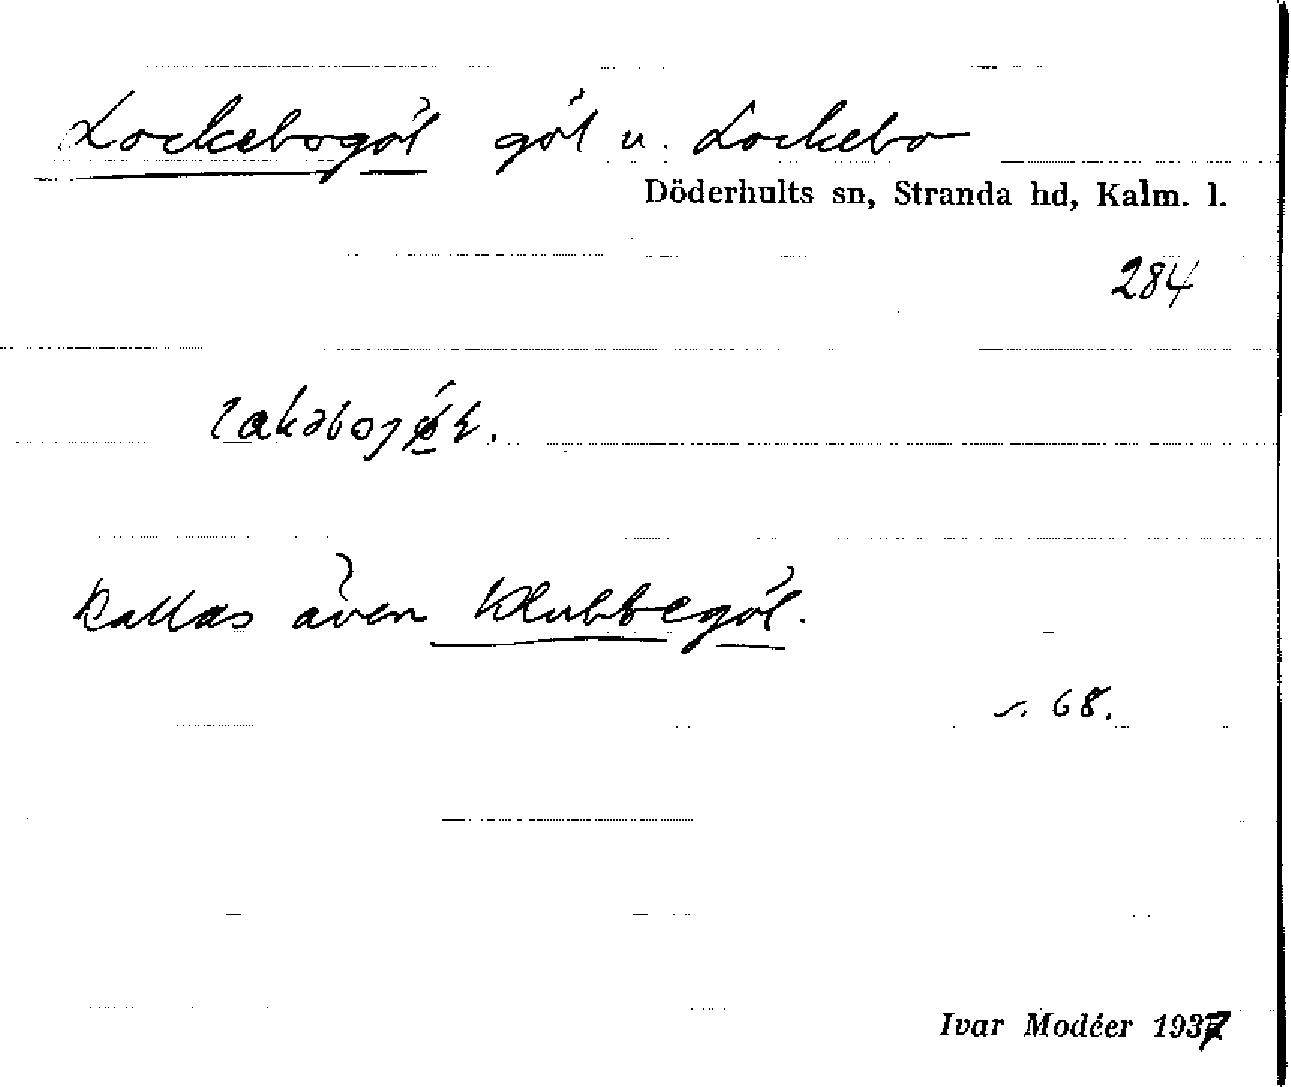 Lockebogöl göl u. Lockebo
Döderhults sn, Stranda hd, Kalm. l.
284
kallas även Klubbegöl.
s. 68.
Ivar Modéer 1937